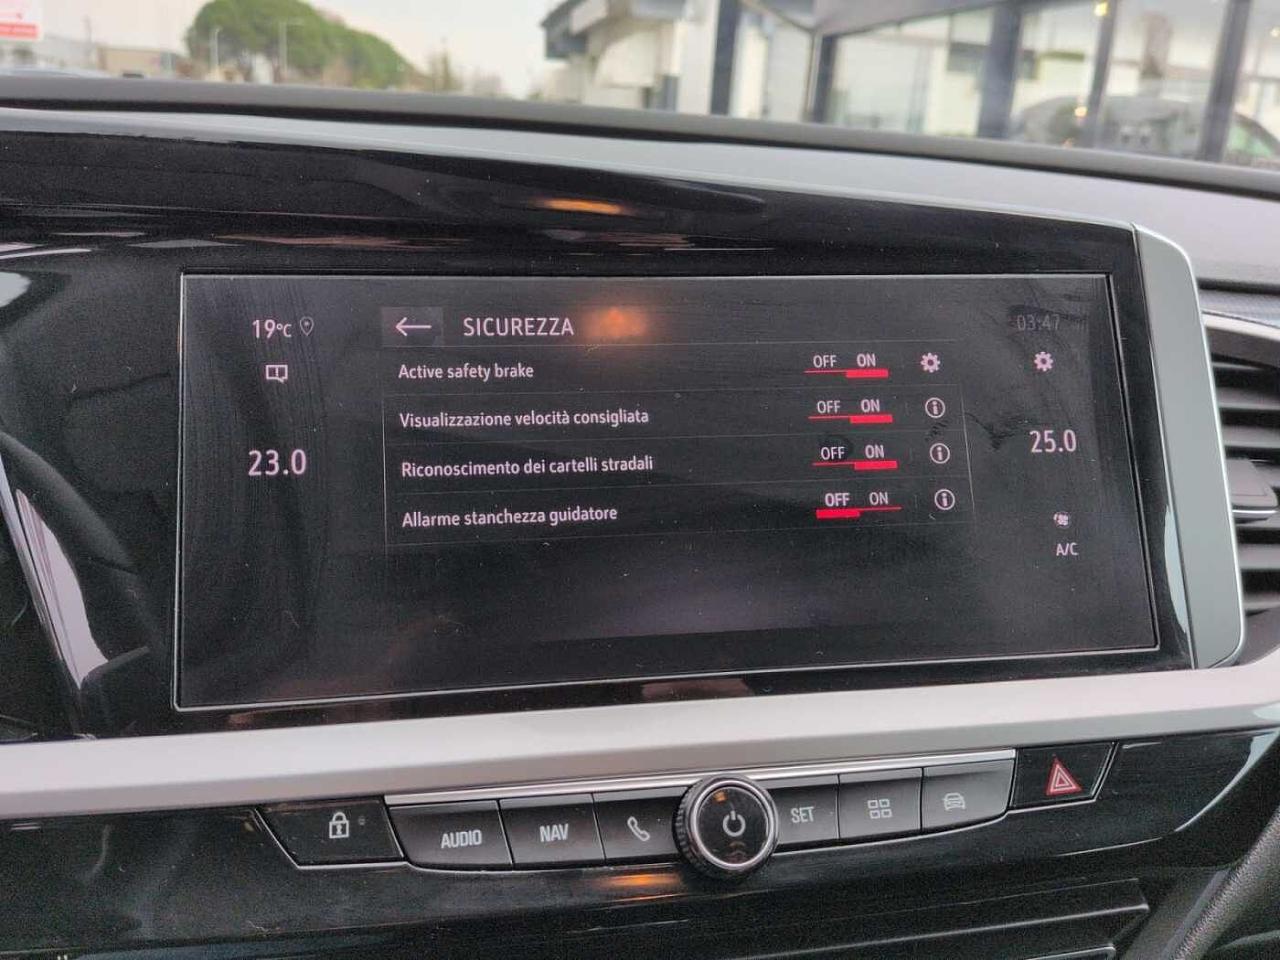 19°C
SICUREZZA
03:47
Active safety brake
OFF ON
Visualizzazione velocità consigliata
OFF ON
Riconoscimento dei cartelli stradali
OFF ON
Allarme stanchezza guidatore
OFF ON
23.0
25.0
A/C
AUDIO
NAV
SET